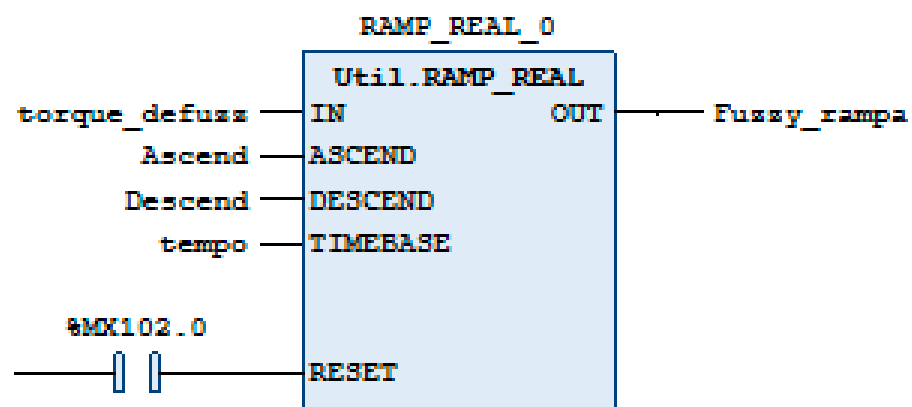 RAMP_REAL_0
Util.RAMP_REAL
torque_defuzz IN OUT Fuzzy_rampa
Ascend ASCEND
Descend DESCEND
tempo TIMEBASE
%MX102.0
RESET